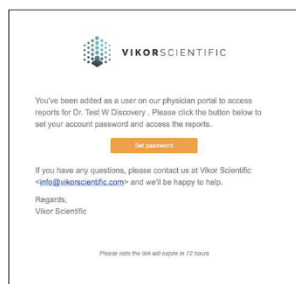 VIKORSCIENTIFIC
You've been added as a user on our physician portal to access
reports for Dr. Test W Discovery . Please click the button below to
set your account password and access the reports.
Set password
If you have any questions, please contact us at Vikor Scientific
<info@vikorscientific.com> and we'll be happy to help.
Regards,
Vikor Scientific
Please note the link will expire in 72 hours